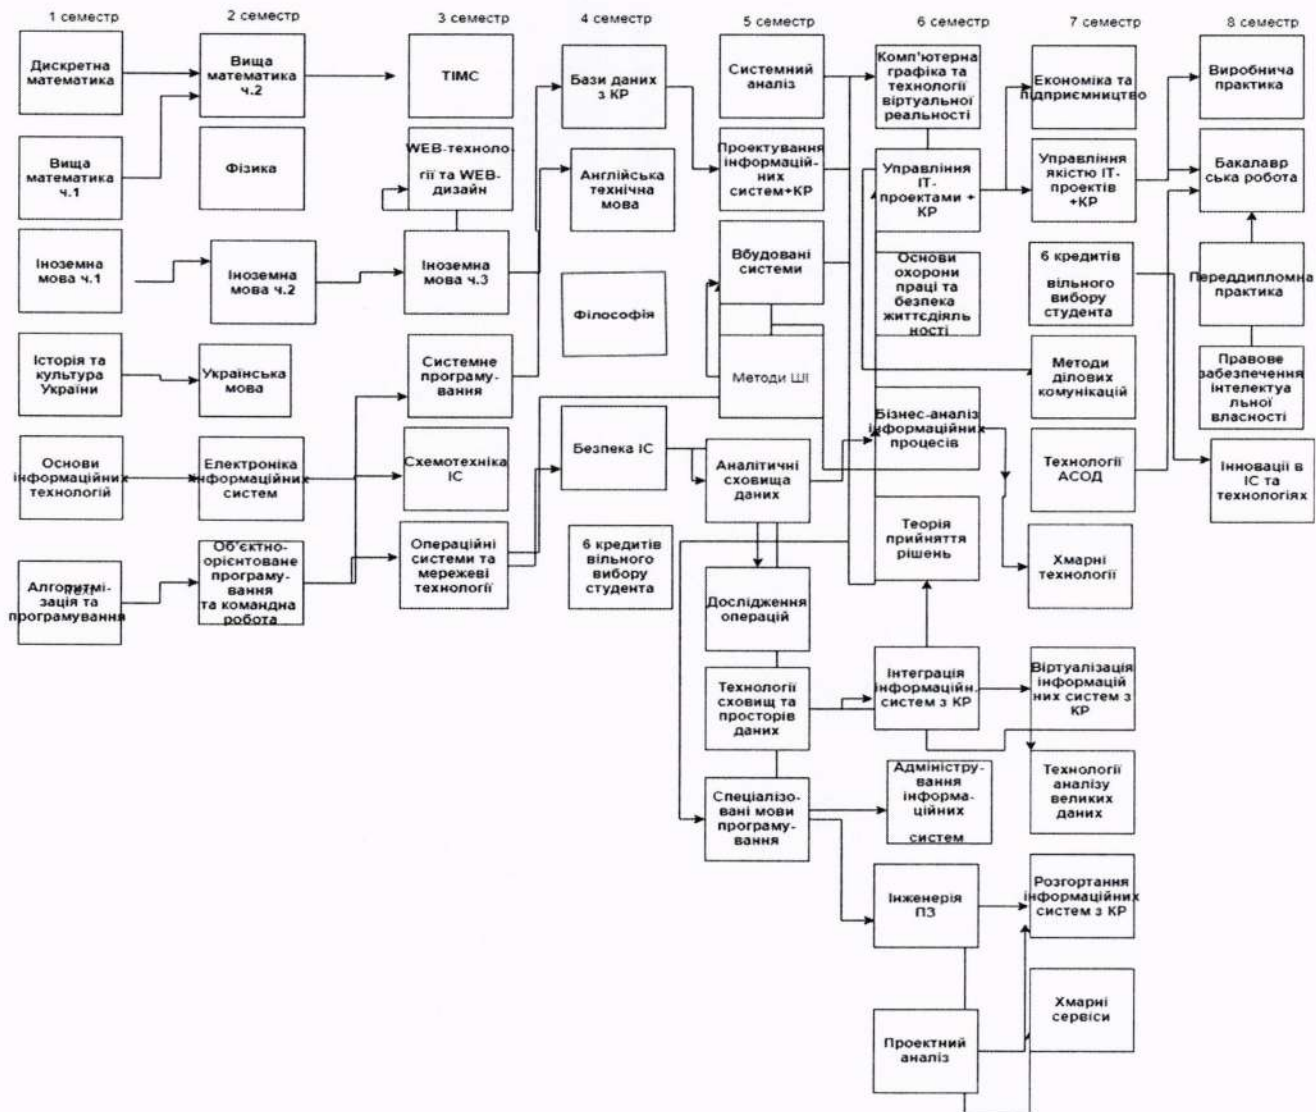 1 семестр
2 семестр
3 семестр
4 семестр
5 семестр
6 семестр
7 семестр
8 семестр
Дискретна
математика
Вища
математика
ч.1
Іноземна
мова ч.1
Історія та
культура
України
Основи
інформаційних
технологій
Алгоритмі-
зація та
програмування
Text
Вища
математика
ч.2
Фізика
Іноземна
мова ч.2
Українська
мова
Електроніка
інформаційних
систем
Об'єктно-
орієнтоване
програму-
вання
та командна
робота
ТІМС
WEB-техноло-
гії та WEB-
дизайн
Іноземна
мова ч.3
Системне
програму-
вання
Схемотехніка
ІС
Операційні
системи та
мережеві
технології
Бази даних
з КР
Англійська
технічна
мова
Філософія
Безпека ІС
6 кредитів
вільного
вибору
студента
Системний
аналіз
Проектування
інформацій-
них
систем+КР
Вбудовані
системи
Методи ШІ
Аналітичні
сховища
даних
Дослідження
операцій
Технології
сховищ та
просторів
даних
Спеціалізо-
вані мови
програму-
вання
Комп'ютерна
графіка та
технології
віртуальної
реальності
Управління
ІТ-
проектами +
КР
Основи
охорони
праці та
безпека
життєдіяль
ності
Бізнес-аналіз
інформаційних
процесів
Теорія
прийняття
рішень
Інтеграція
інформаційн.
систем з КР
Адміністру-
вання
інформа-
ційних
систем
Інженерія
ПЗ
Проектний
аналіз
Економіка та
підприємництво
Управління
якістю ІТ-
проектів
+КР
6 кредитів
вільного
вибору
студента
Методи
ділових
комунікацій
Технології
АСОД
Хмарні
технології
Віртуалізація
інформацій
них систем з
КР
Технології
аналізу
великих
даних
Розгортання
інформаційних
систем з КР
Хмарні
сервіси
Виробнича
практика
Бакалавр
ська робота
Переддипломна
практика
Правове
забезпечення
інтелектуа
льної
власності
Інновації в
ІС та
технологіях